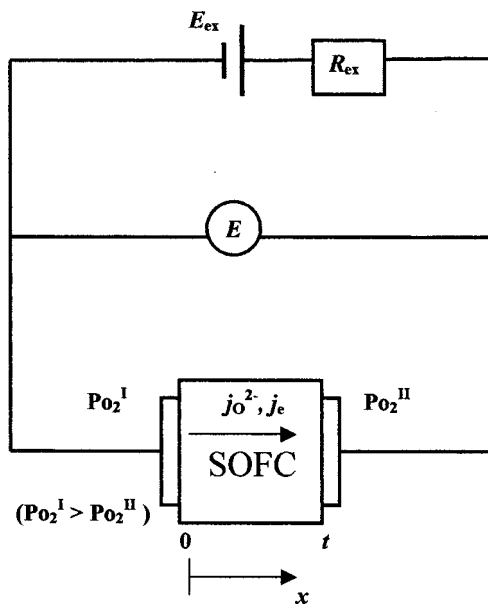 E_ex
R_ex
E
Po₂^I
j_O^2-, j_e
Po₂^II
SOFC
(Po₂^I > Po₂^II )
0
t
x